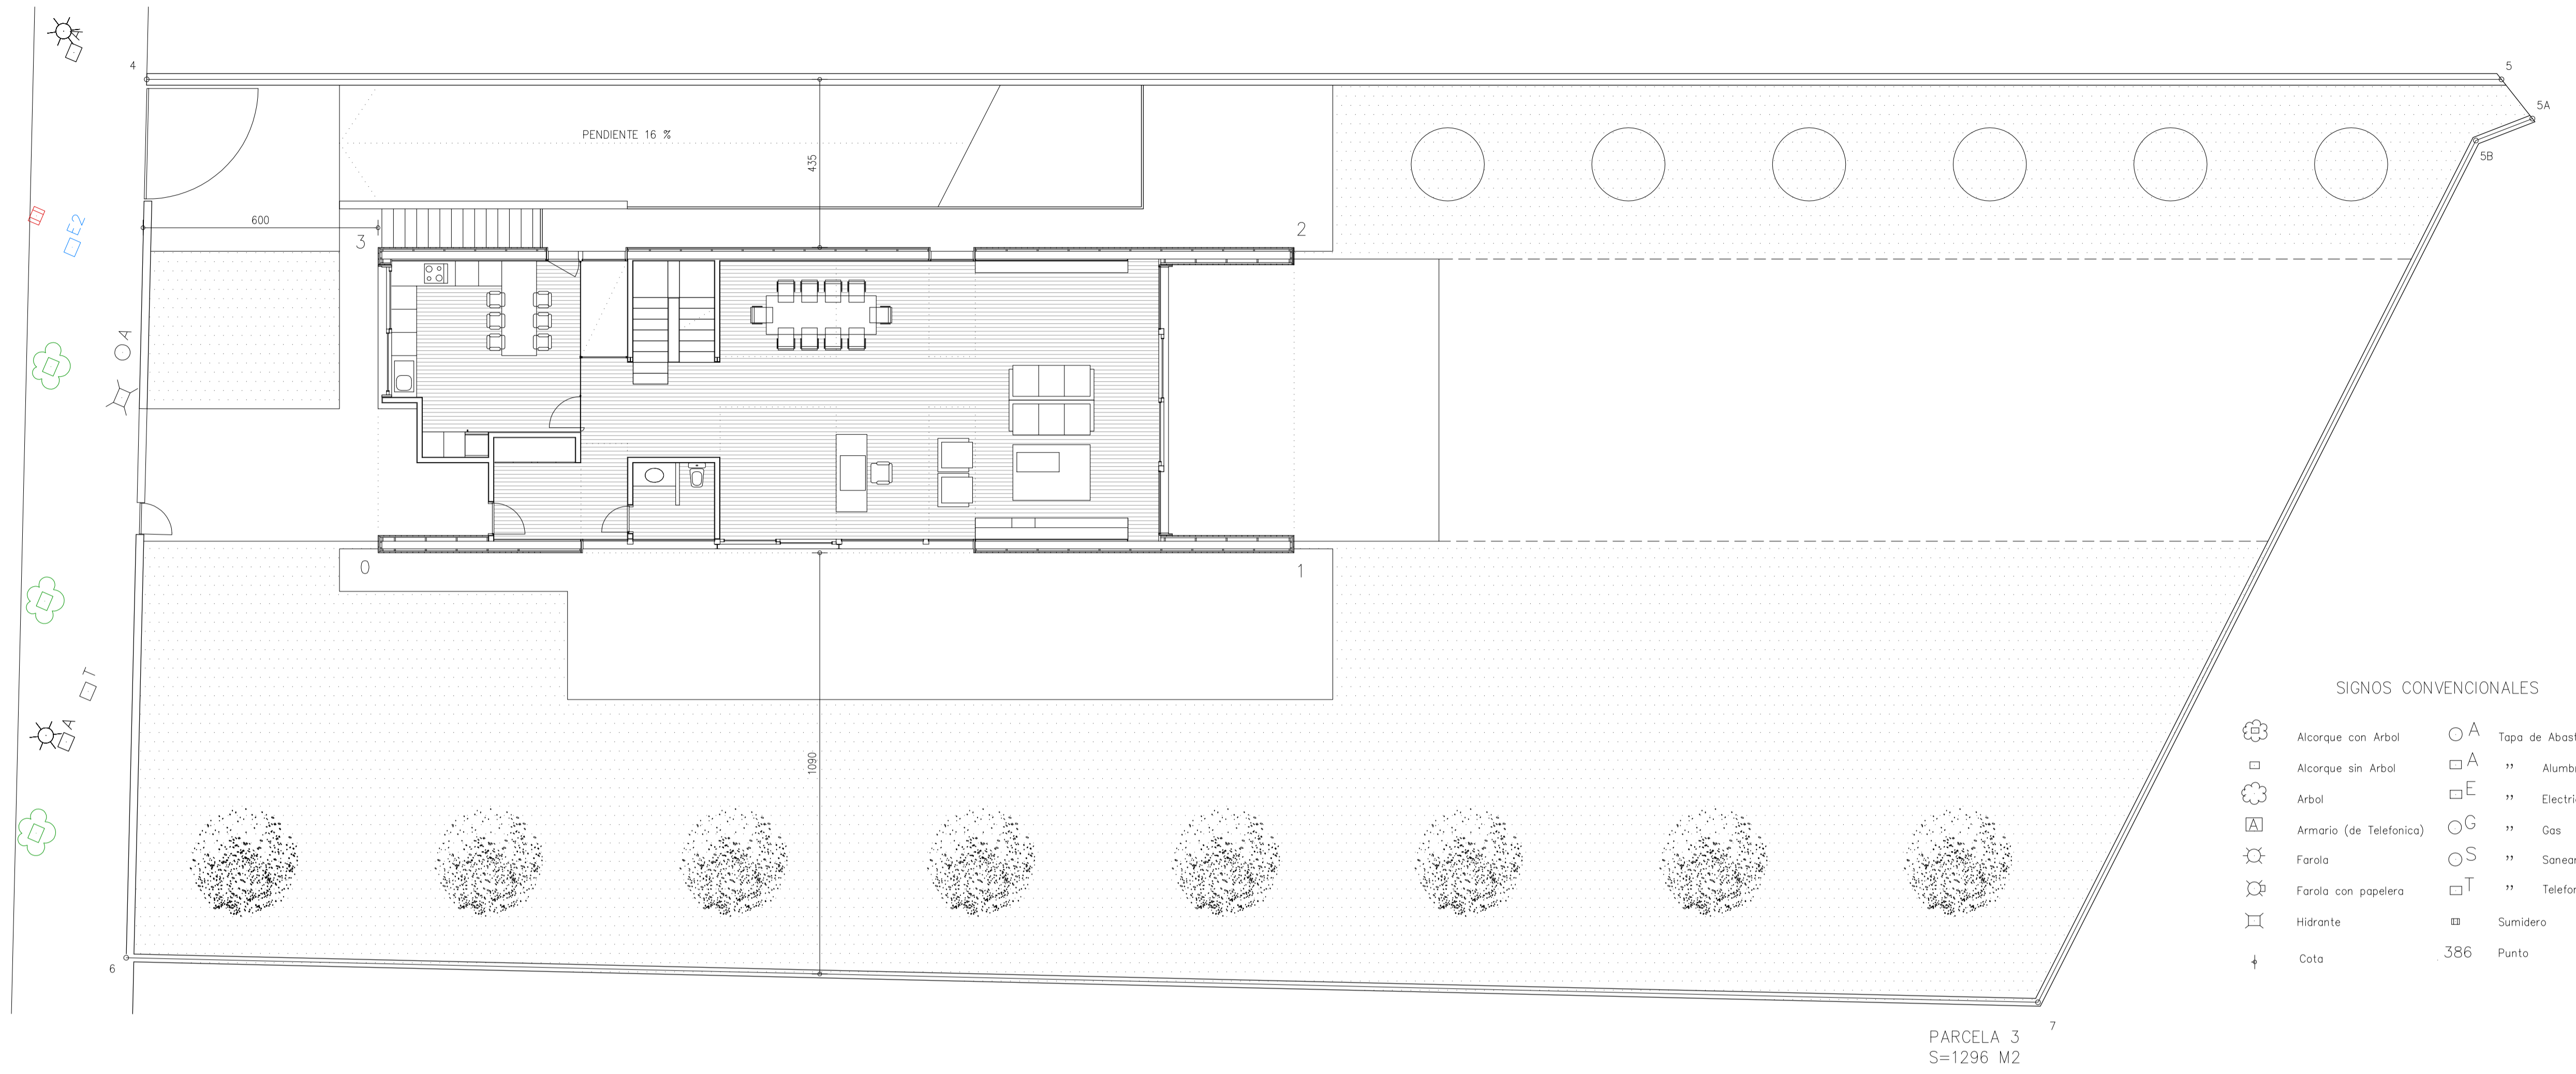 A
4
5
5A
PENDIENTE 16 %
5B
435
E2
600
3
2
A
0
1
T
A
1090
6
7
SIGNOS CONVENCIONALES
Alcorque con Arbol
A Tapa de Abast
Alcorque sin Arbol
A ,, Alumbr
Arbol
E ,, Electri
A Armario (de Telefonica)
G ,, Gas
Farola
S ,, Sanear
Farola con papelera
T ,, Telefon
Hidrante
Sumidero
Cota
386 Punto
PARCELA 3
S=1296 M2